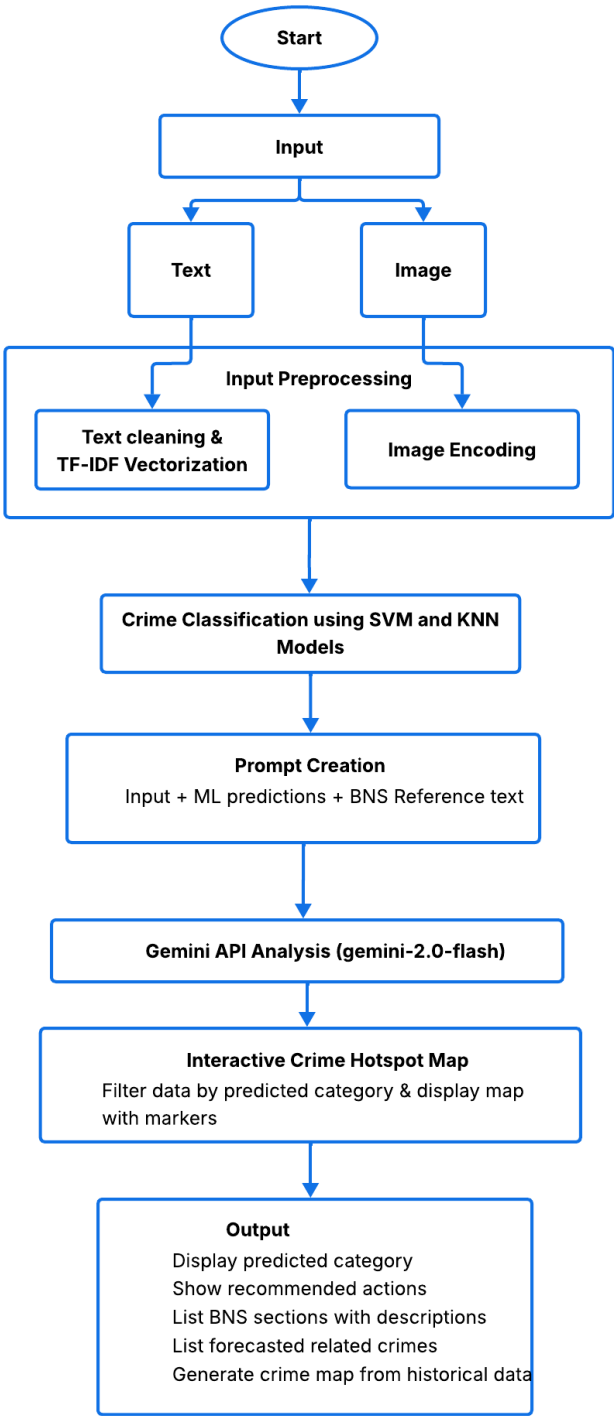 Start
Input
Text
Image
Input Preprocessing
Text cleaning &
TF-IDF Vectorization
Image Encoding
Crime Classification using SVM and KNN
Models
Prompt Creation
Input + ML predictions + BNS Reference text
Gemini API Analysis (gemini-2.0-flash)
Interactive Crime Hotspot Map
Filter data by predicted category & display map
with markers
Output
Display predicted category
Show recommended actions
List BNS sections with descriptions
List forecasted related crimes
Generate crime map from historical data